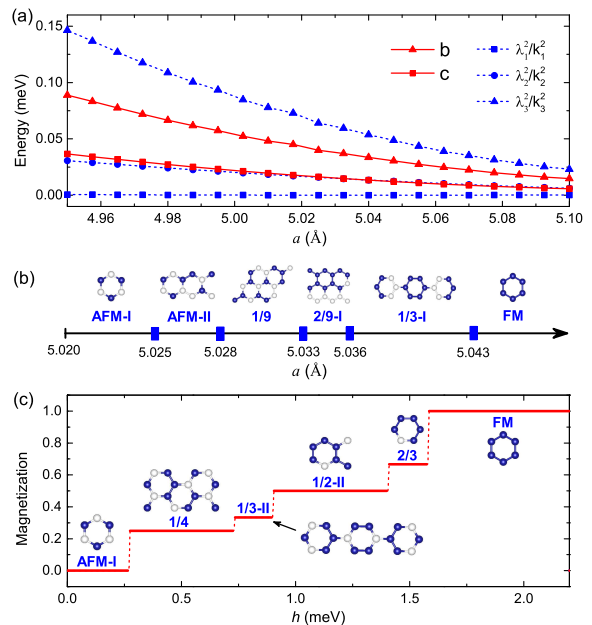 (a)
0.15
0.10
0.05
0.00
Energy (meV)
b
c
λ₁²/k₁²
λ₂²/k₂²
λ₃²/k₃²
4.96 4.98 5.00 5.02 5.04 5.06 5.08 5.10
a (Å)
(b)
AFM-I AFM-II 1/9 2/9-I 1/3-I FM
5.020 5.025 5.028 5.033 5.036 5.043
a (Å)
(c)
1.0
0.8
0.6
0.4
0.2
0.0
Magnetization
FM
2/3
1/2-II
1/3-II
1/4
AFM-I
0.0 0.5 1.0 1.5 2.0
h (meV)